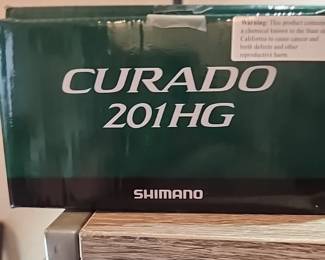 Warning: This product contains
a chemical known to the State of
California to cause cancer and
birth defects and other
reproductive harm.
CURADO
201HG
SHIMANO